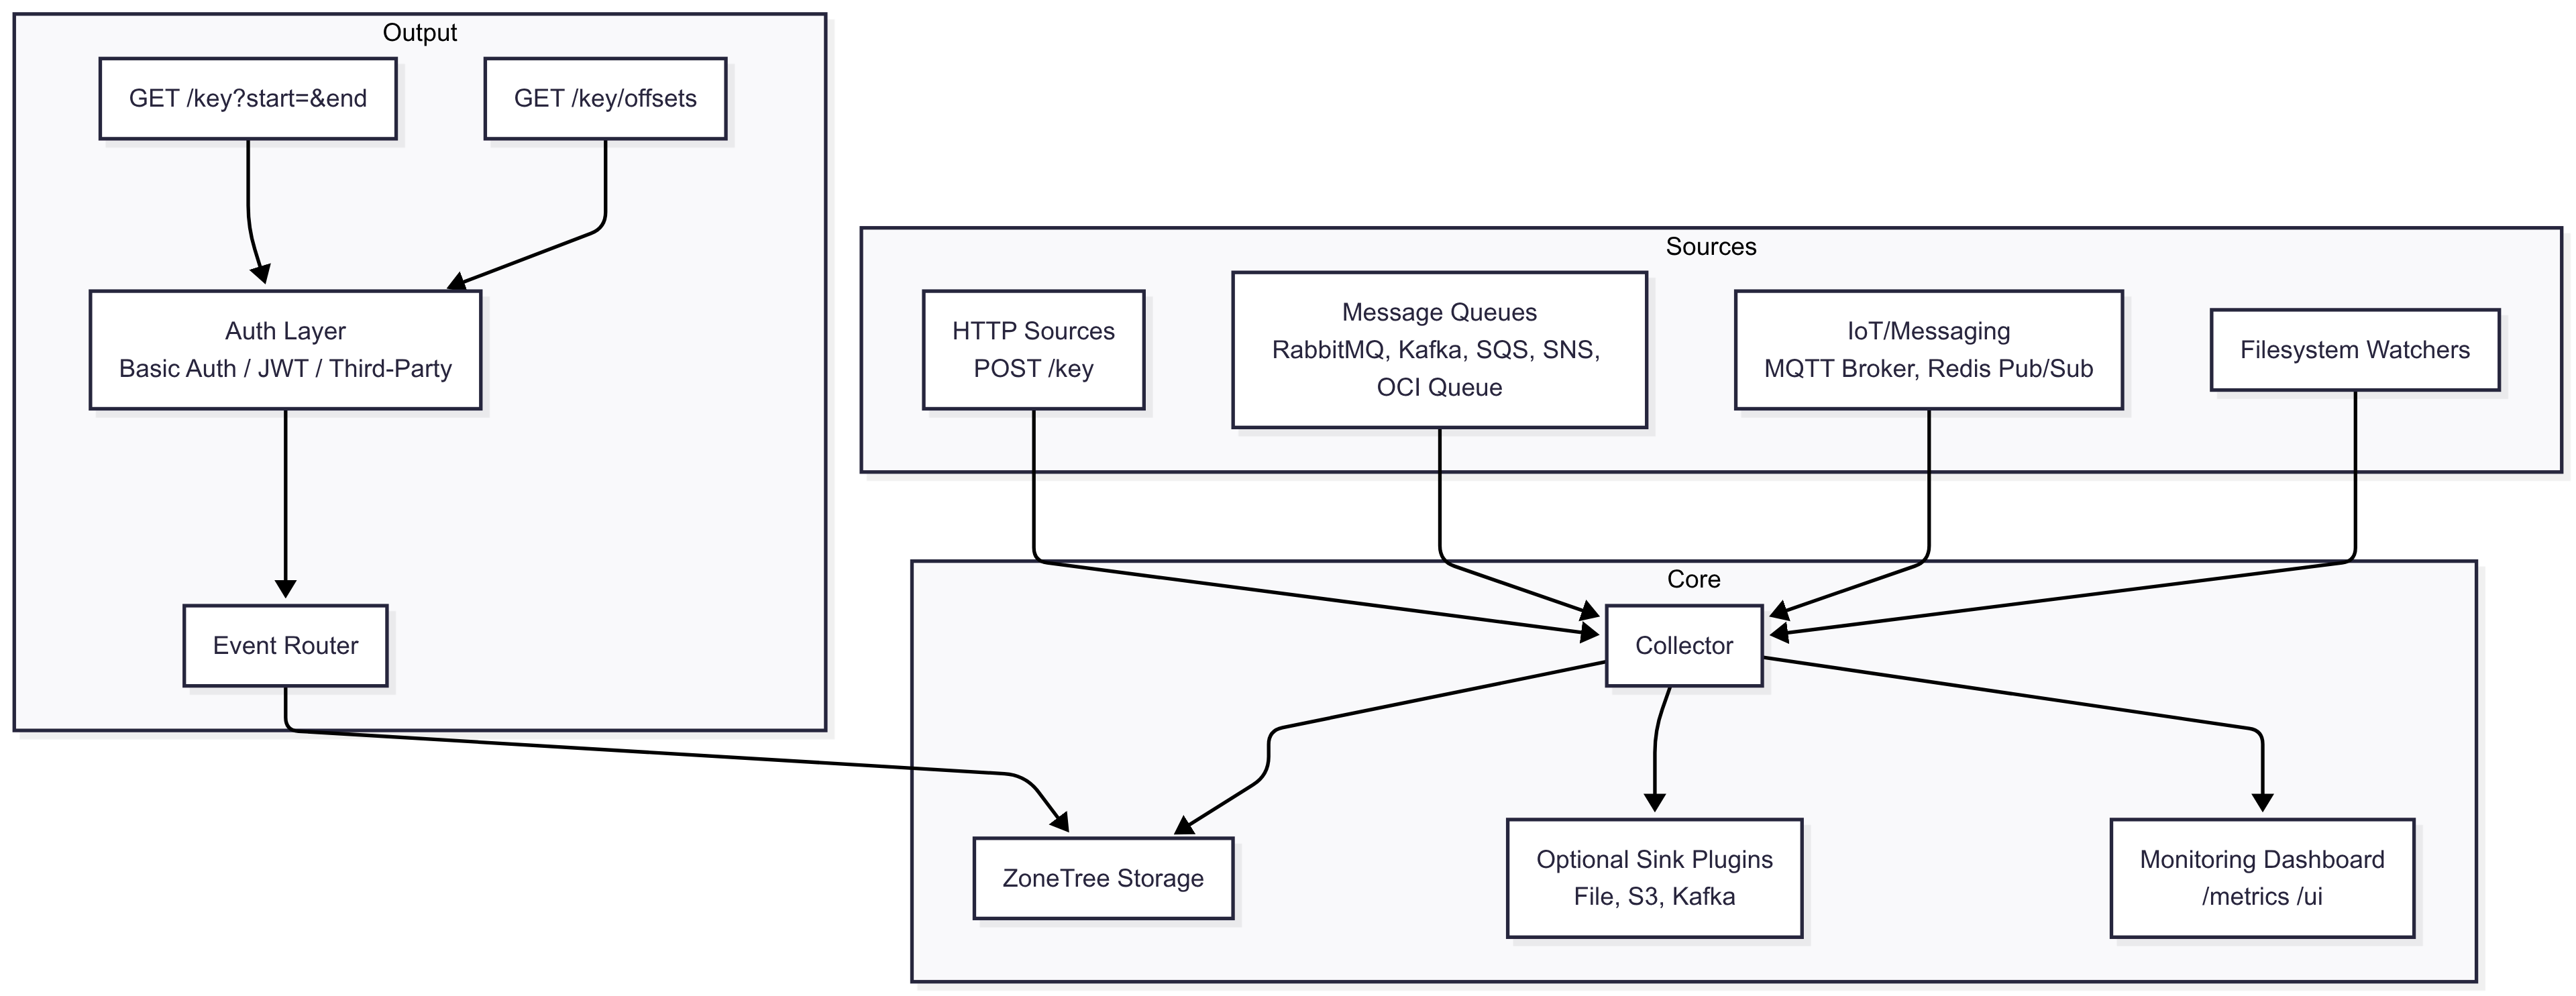 Output
GET /key?start=&end
GET /key/offsets
Auth Layer
Basic Auth / JWT / Third-Party
Event Router
Sources
HTTP Sources
POST /key
Message Queues
RabbitMQ, Kafka, SQS, SNS,
OCI Queue
IoT/Messaging
MQTT Broker, Redis Pub/Sub
Filesystem Watchers
Core
Collector
ZoneTree Storage
Optional Sink Plugins
File, S3, Kafka
Monitoring Dashboard
/metrics /ui